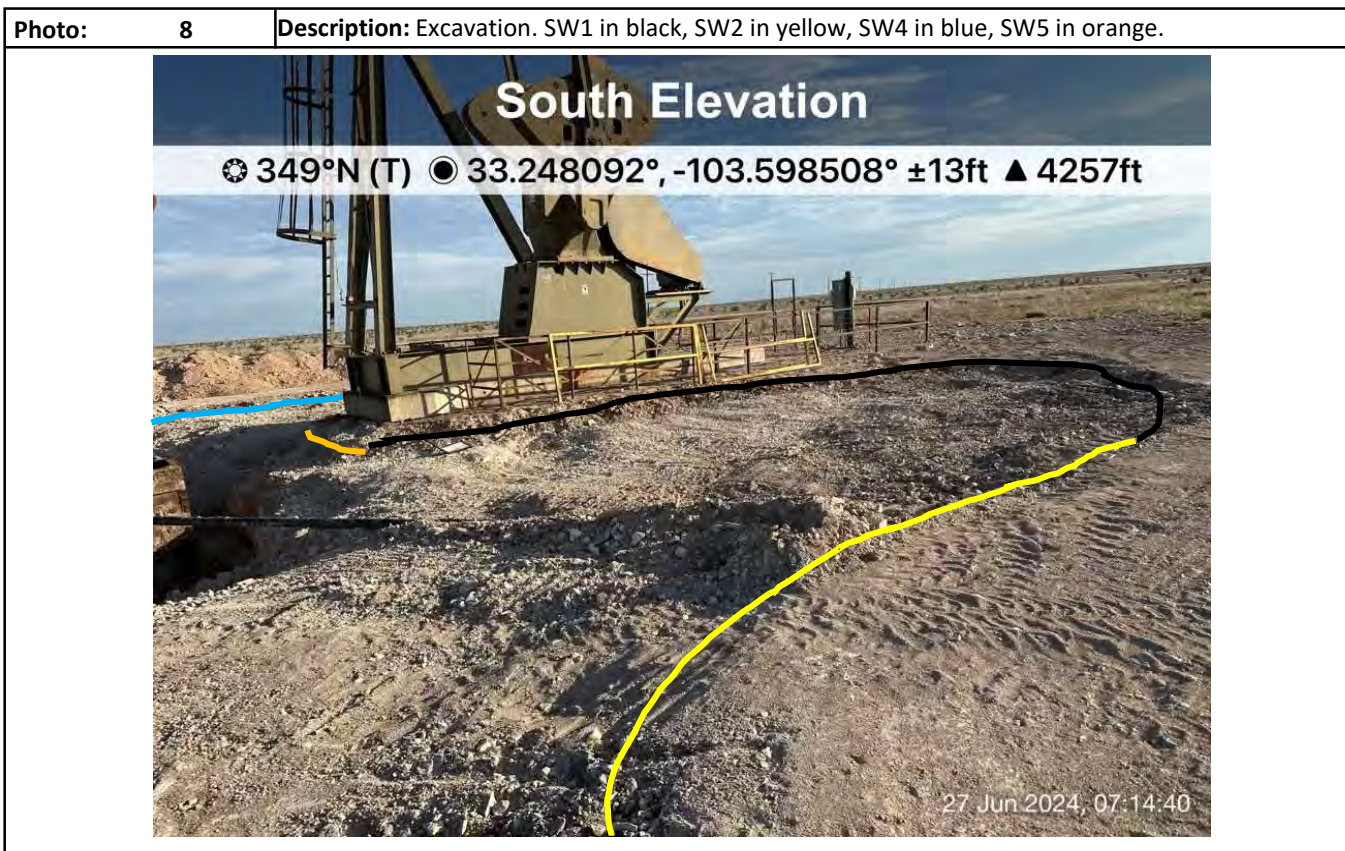 Photo: 8 Description: Excavation. SW1 in black, SW2 in yellow, SW4 in blue, SW5 in orange.
South Elevation
349°N (T) 33.248092°, -103.598508° ±13ft ▲ 4257ft
27 Jun 2024, 07:14:40